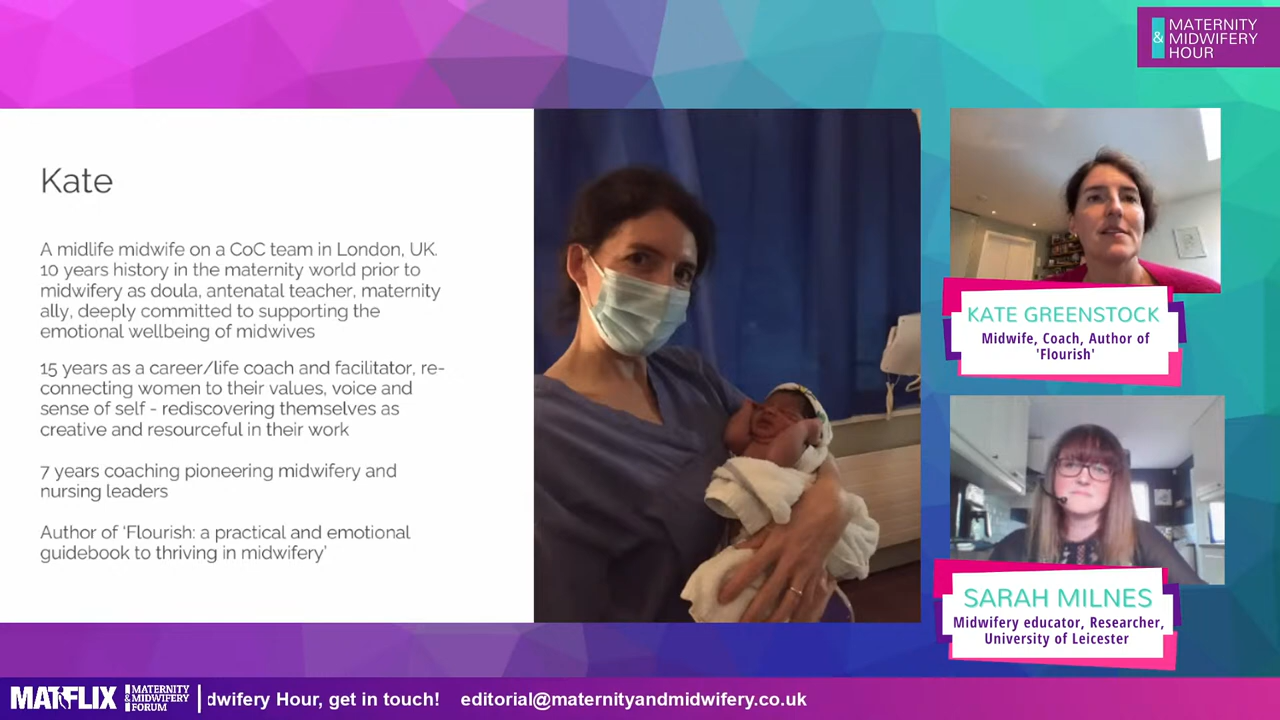 MATERNITY
& MIDWIFERY
HOUR
Kate
A midlife midwife on a CoC team in London, UK.
10 years history in the maternity world prior to
midwifery as doula, antenatal teacher, maternity
ally, deeply committed to supporting the
emotional wellbeing of midwives
15 years as a career/life coach and facilitator, re-
connecting women to their values, voice and
sense of self - rediscovering themselves as
creative and resourceful in their work
7 years coaching pioneering midwifery and
nursing leaders
Author of ‘Flourish: a practical and emotional
guidebook to thriving in midwifery’
KATE GREENSTOCK
Midwife, Coach, Author of
'Flourish'
SARAH MILNES
Midwifery educator, Researcher,
University of Leicester
MATFLIX
MATERNITY
& MIDWIFERY
FORUM
dwifery Hour, get in touch! editorial@maternityandmidwifery.co.uk